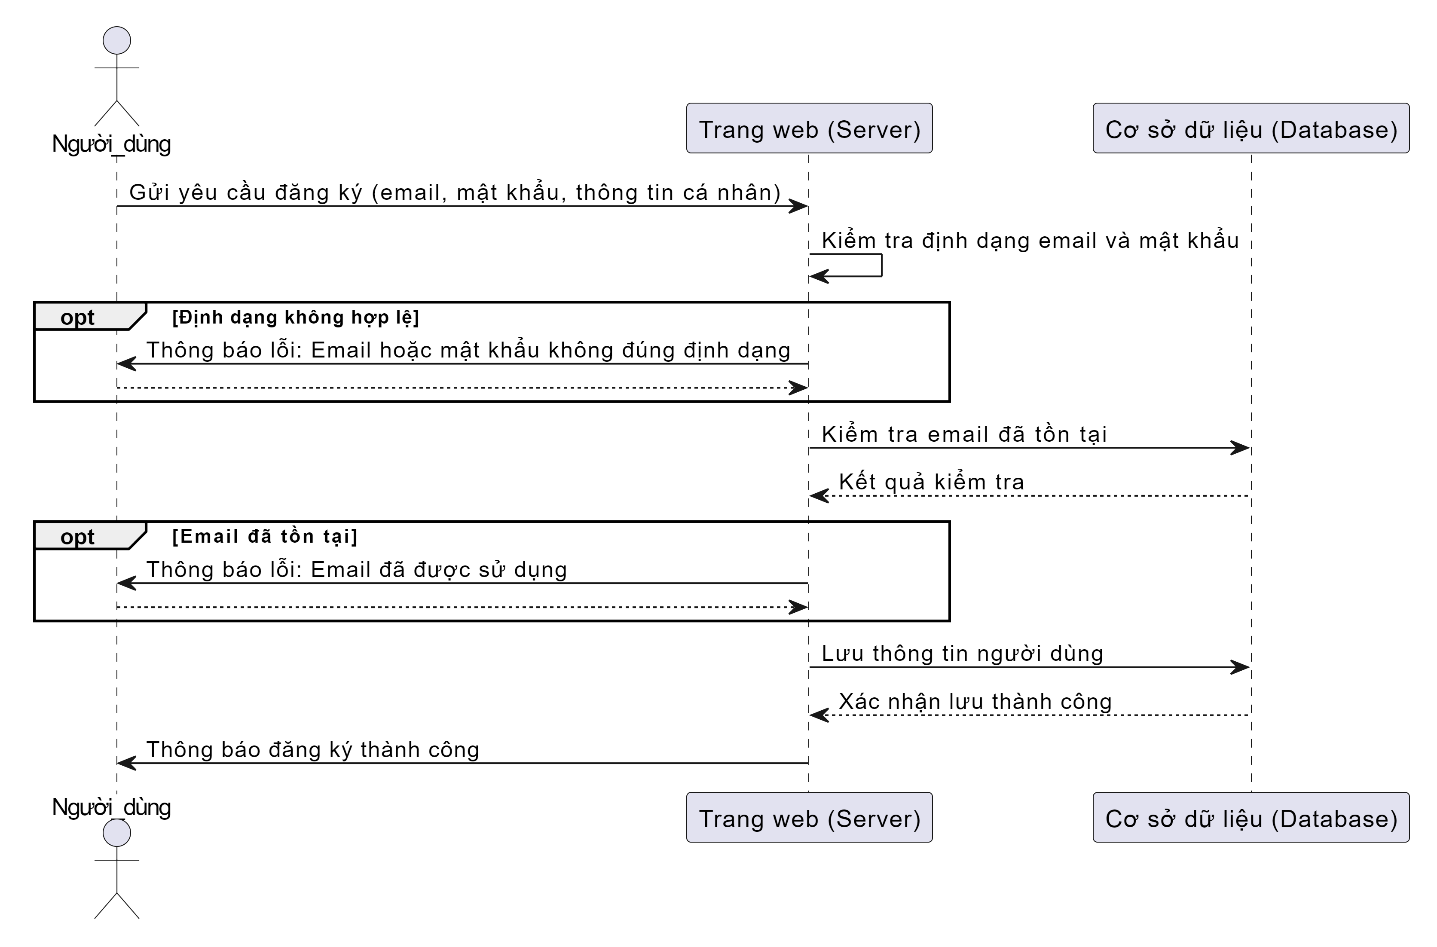 Người_dùng
Trang web (Server)
Cơ sở dữ liệu (Database)
Gửi yêu cầu đăng ký (email, mật khẩu, thông tin cá nhân)
Kiểm tra định dạng email và mật khẩu
opt
[Định dạng không hợp lệ]
Thông báo lỗi: Email hoặc mật khẩu không đúng định dạng
Kiểm tra email đã tồn tại
Kết quả kiểm tra
opt
[Email đã tồn tại]
Thông báo lỗi: Email đã được sử dụng
Lưu thông tin người dùng
Xác nhận lưu thành công
Thông báo đăng ký thành công
Người_dùng
Trang web (Server)
Cơ sở dữ liệu (Database)